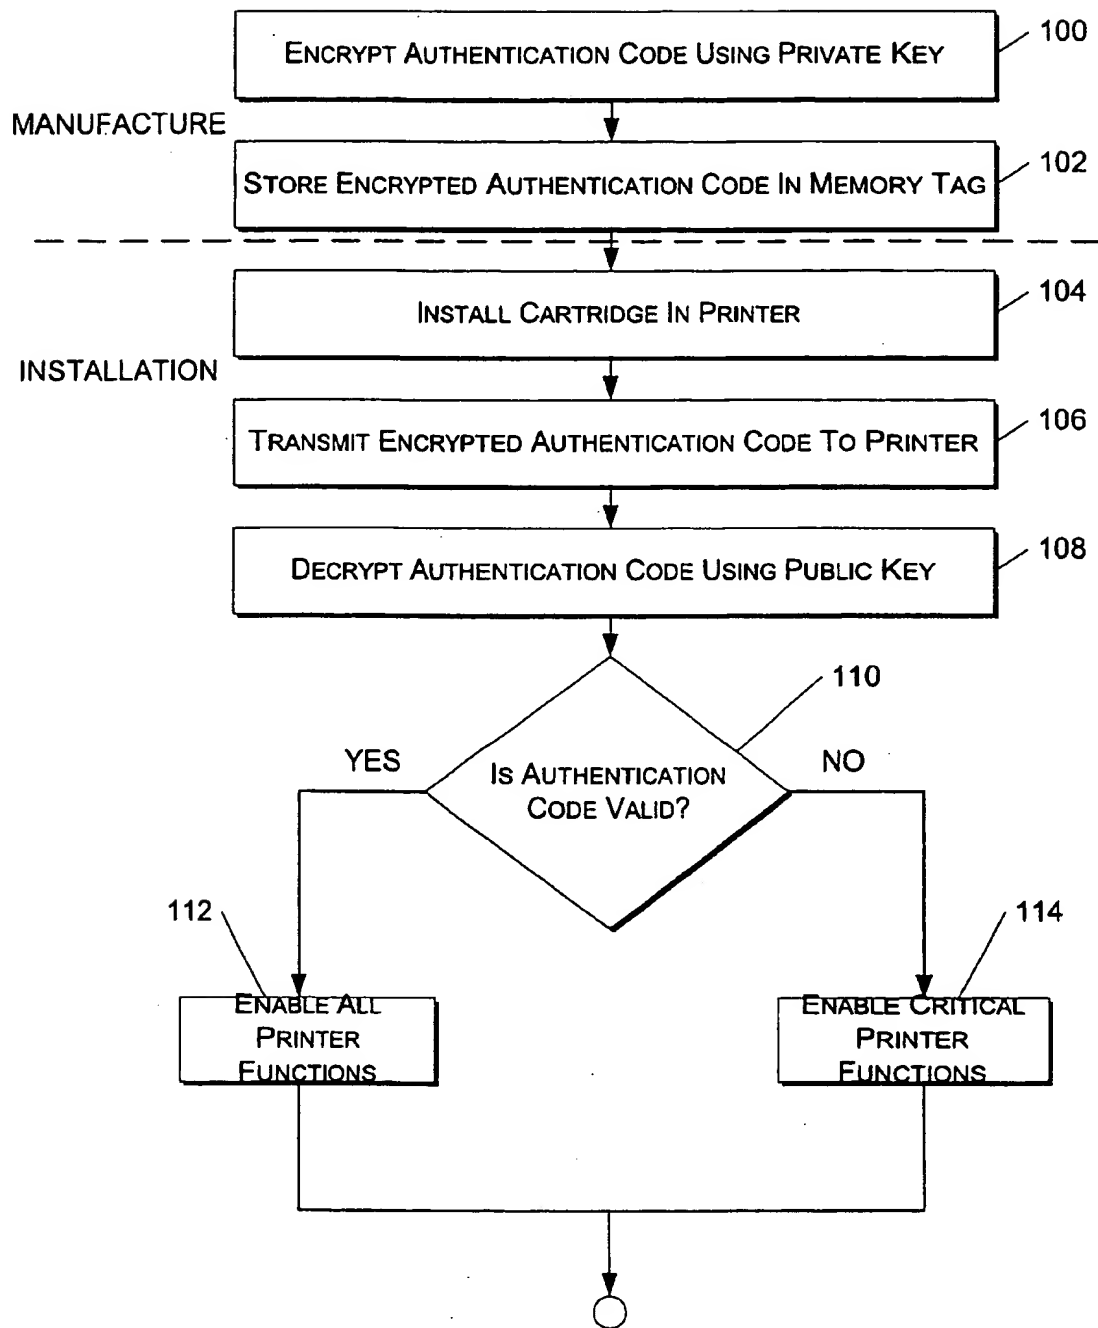 ENCRYPT AUTHENTICATION CODE USING PRIVATE KEY
100
MANUFACTURE
STORE ENCRYPTED AUTHENTICATION CODE IN MEMORY TAG
102
INSTALL CARTRIDGE IN PRINTER
104
INSTALLATION
TRANSMIT ENCRYPTED AUTHENTICATION CODE TO PRINTER
106
DECRYPT AUTHENTICATION CODE USING PUBLIC KEY
108
110
YES
IS AUTHENTICATION
CODE VALID?
NO
112
114
ENABLE ALL
PRINTER
FUNCTIONS
ENABLE CRITICAL
PRINTER
FUNCTIONS